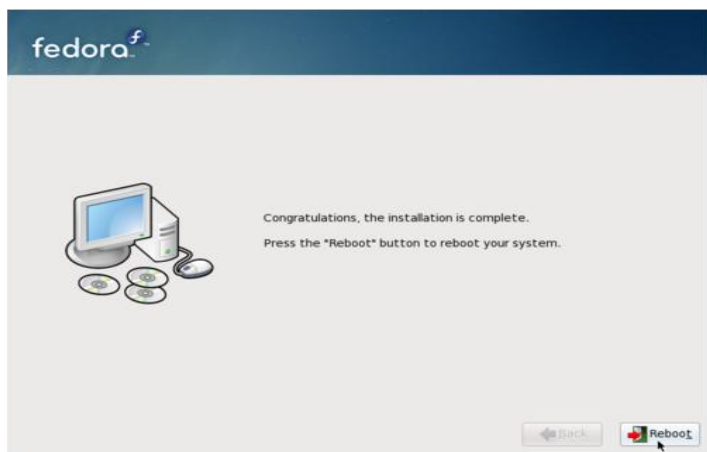 fedora
Congratulations, the installation is complete.
Press the "Reboot" button to reboot your system.
Back
Reboot